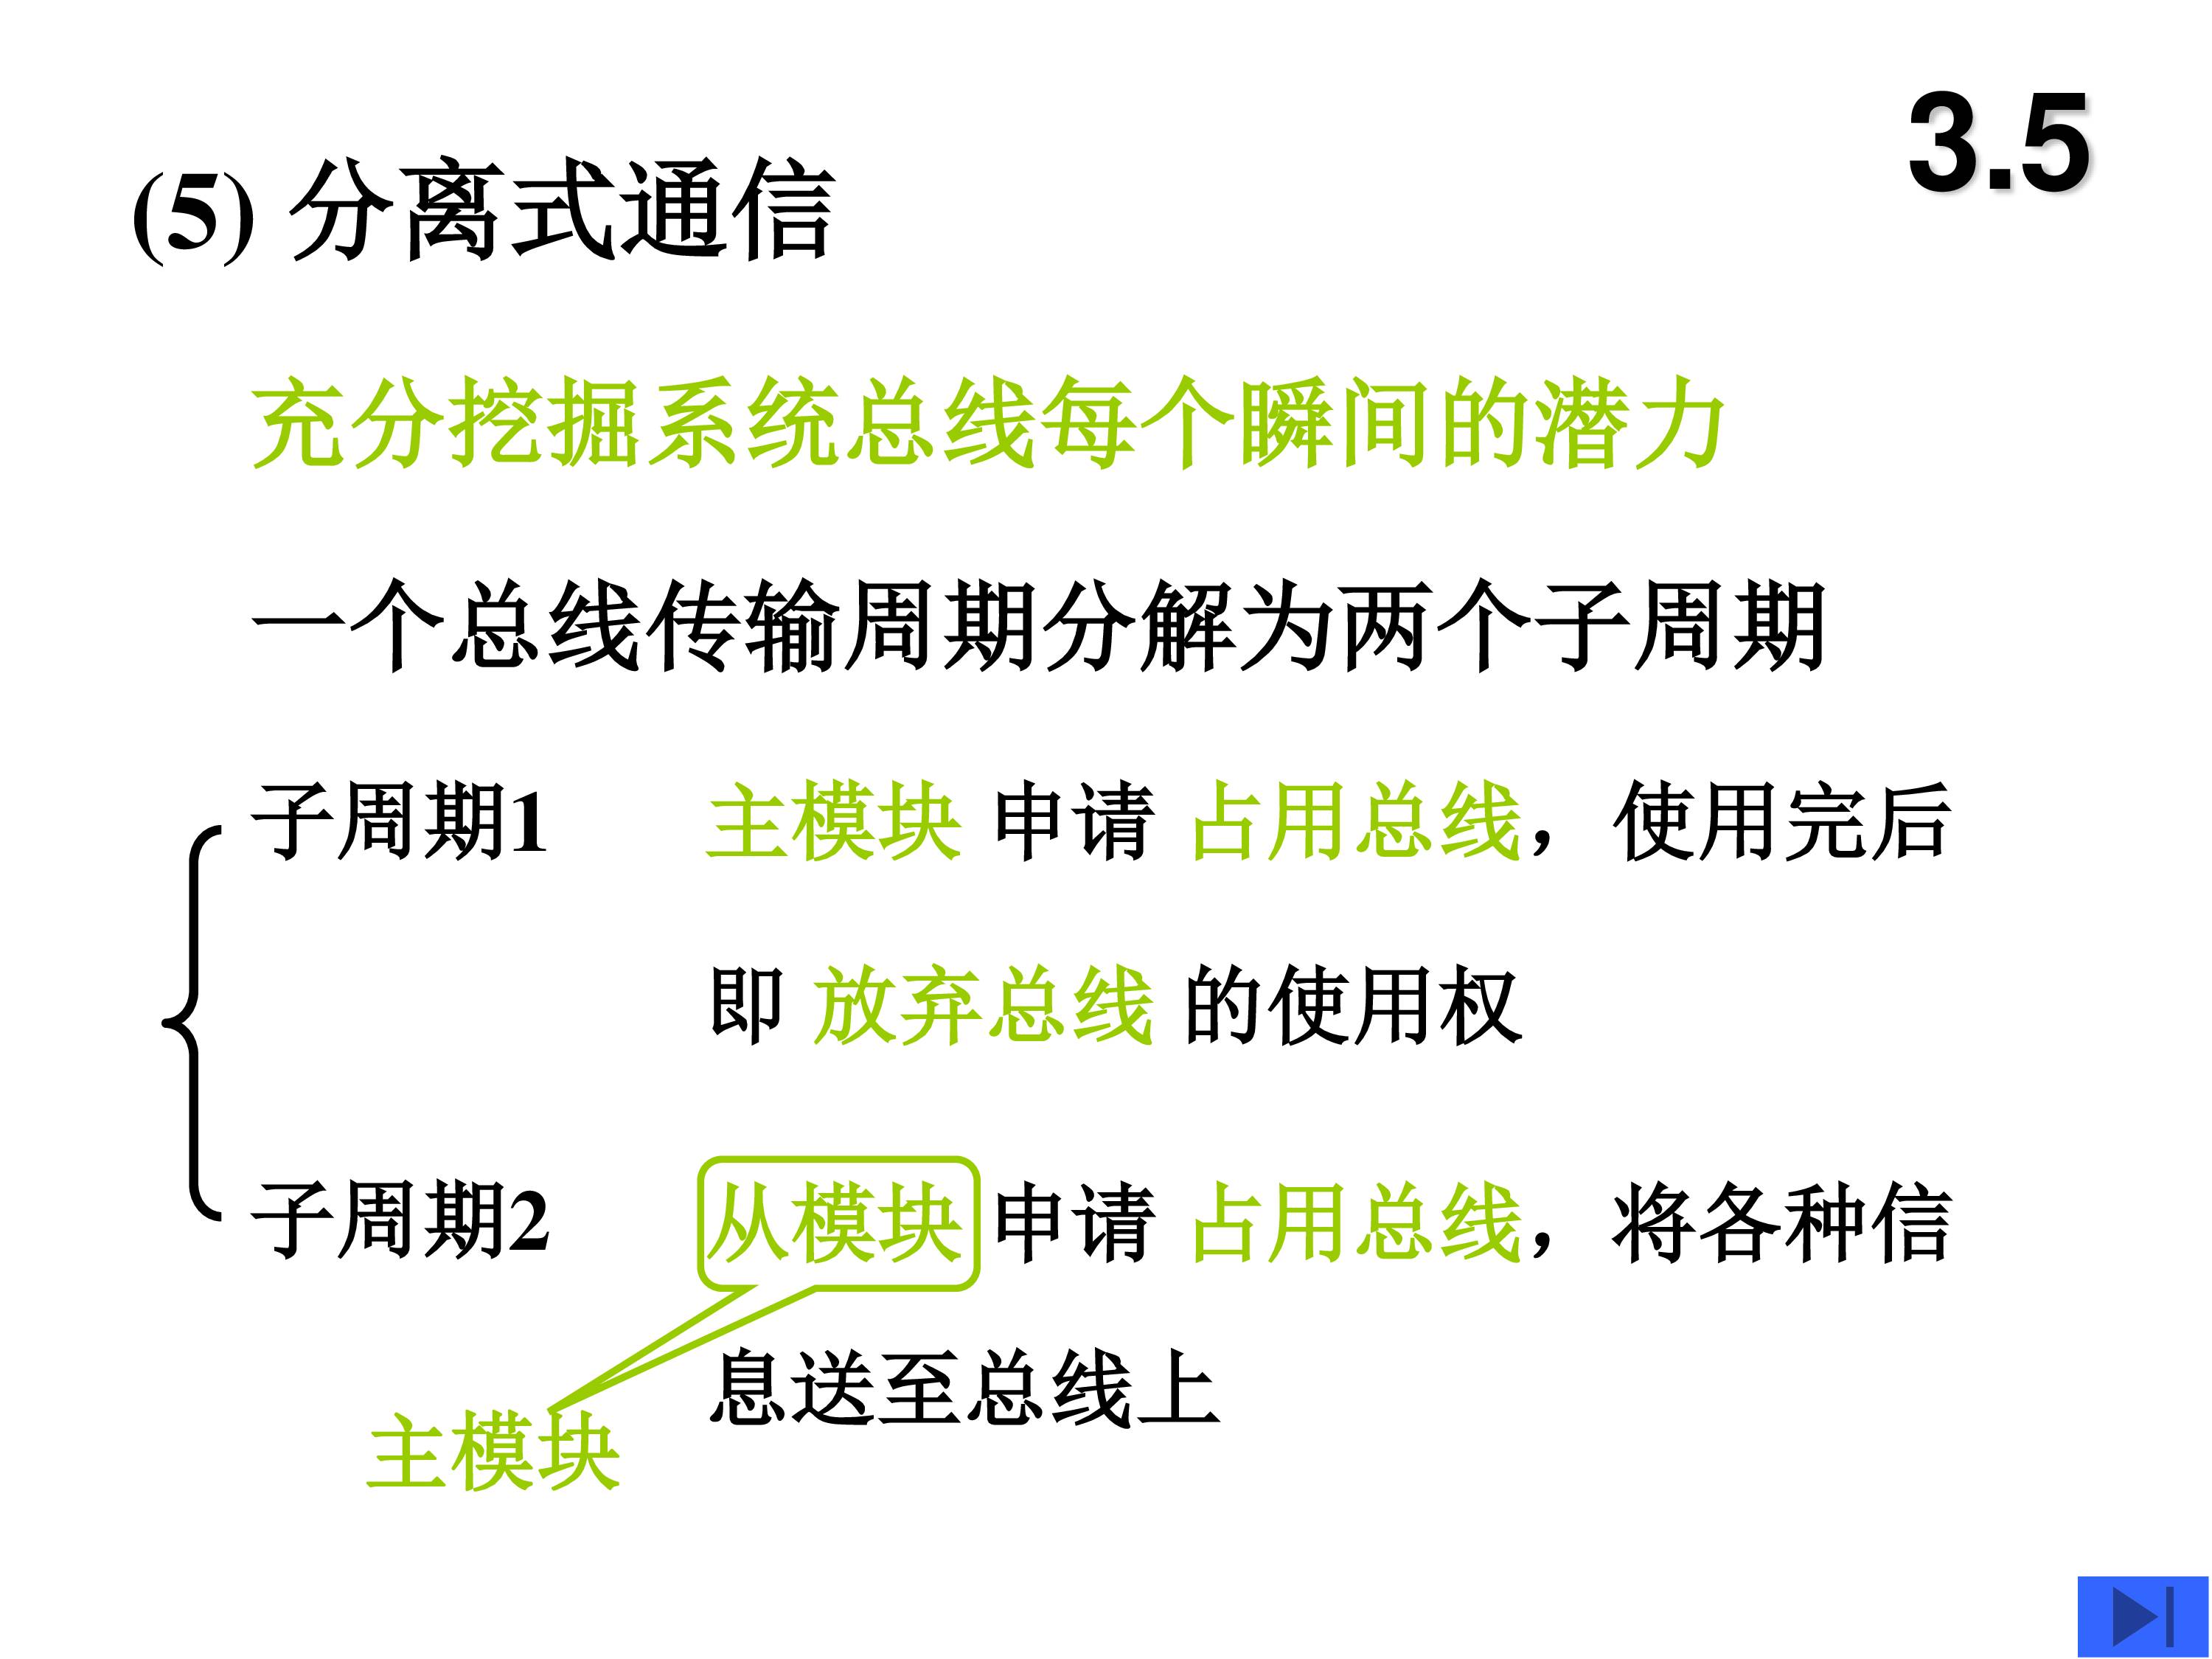 3.5
(5) 分离式通信
充分挖掘系统总线每个瞬间的潜力
一个总线传输周期分解为两个子周期
子周期1 主模块 申请 占用总线, 使用完后
即 放弃总线 的使用权
子周期2 从模块 申请 占用总线, 将各种信
息送至总线上
主模块